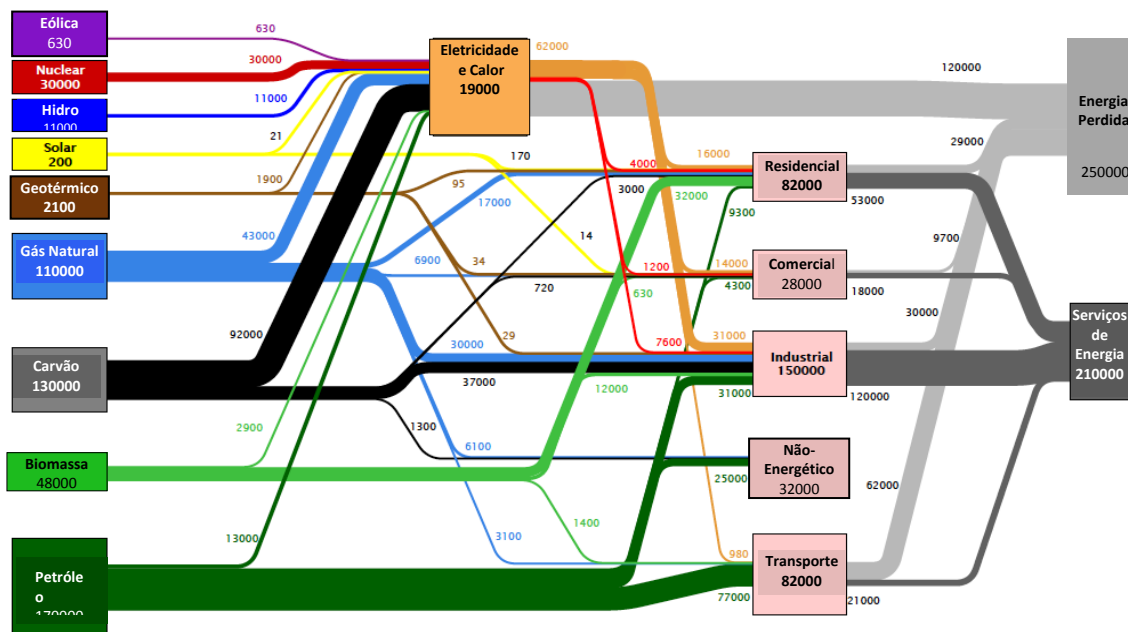 Eólica
630
Nuclear
30000
Hidro
11000
Solar
200
Geotérmico
2100
Gás Natural
110000
Carvão
130000
Biomassa
48000
Petróle
o
170000
630
30000
11000
21
1900
43000
92000
2900
13000
Eletricidade
e Calor
19000
62000
170
95
17000
6900
34
14
720
29
30000
37000
1300
6100
3100
1400
12000
630
4000
3000
32000
16000
9300
1200
14000
4300
7600
31000
31000
25000
980
77000
Residencial
82000
Comercial
28000
Industrial
150000
Não-
Energético
32000
Transporte
82000
120000
29000
53000
9700
18000
30000
120000
62000
21000
Energia
Perdida
250000
Serviços
de
Energia
210000